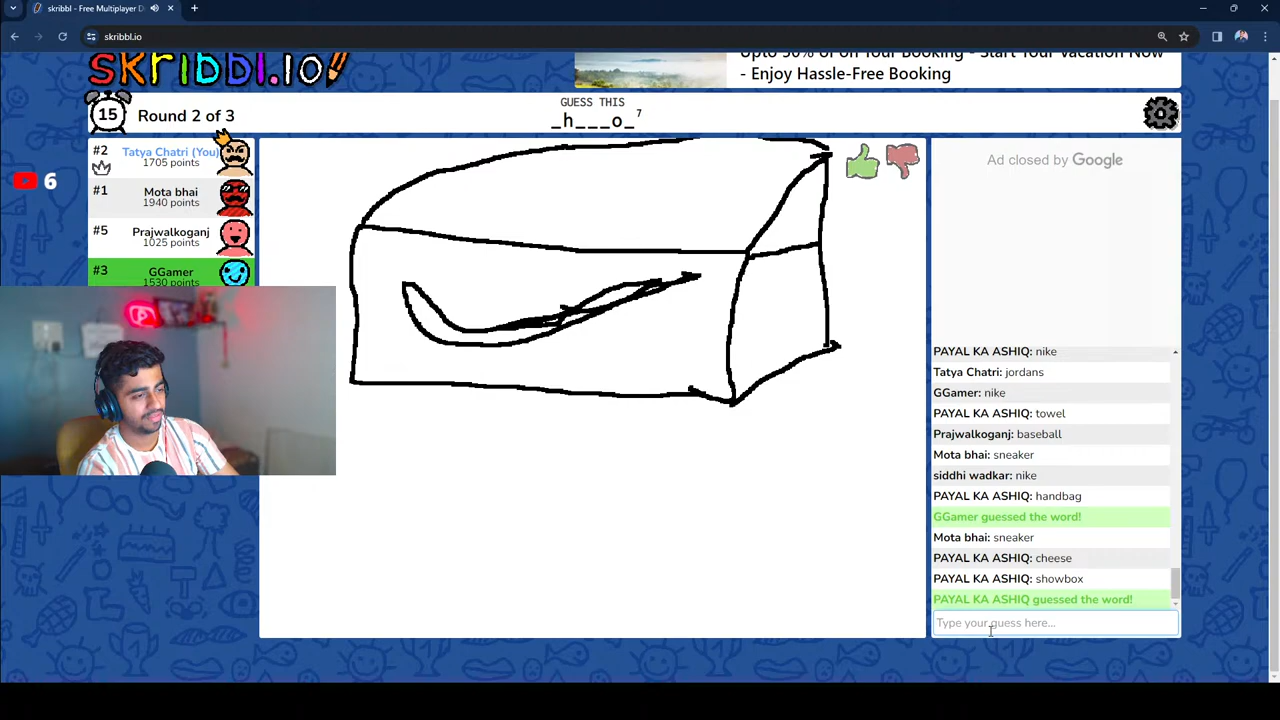 skribbl - Free Multiplayer D
skribbl.io
skribbl.io
Upto 50% of on Your Booking - Start Your Vacation Now
- Enjoy Hassle-Free Booking
15
Round 2 of 3
GUESS THIS
_h___o_ 7
#2
Tatya Chatri (You)
1705 points
#1
Mota bhai
1940 points
#5
Prajwalkoganj
1025 points
#3
GGamer
1530 points
6
Ad closed by Google
PAYAL KA ASHIQ: nike
Tatya Chatri: jordans
GGamer: nike
PAYAL KA ASHIQ: towel
Prajwalkoganj: baseball
Mota bhai: sneaker
siddhi wadkar: nike
PAYAL KA ASHIQ: handbag
GGamer guessed the word!
Mota bhai: sneaker
PAYAL KA ASHIQ: cheese
PAYAL KA ASHIQ: showbox
PAYAL KA ASHIQ guessed the word!
Type your guess here...